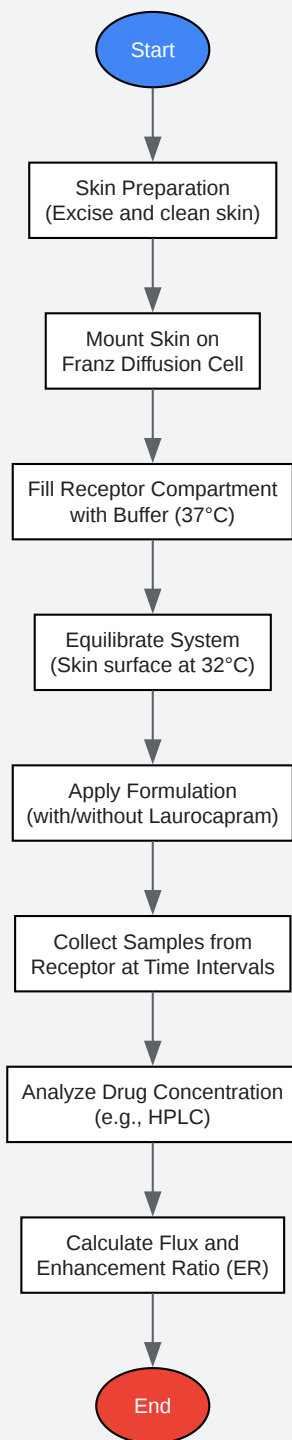 Start
Skin Preparation
(Excise and clean skin)
Mount Skin on
Franz Diffusion Cell
Fill Receptor Compartment
with Buffer (37°C)
Equilibrate System
(Skin surface at 32°C)
Apply Formulation
(with/without Laurocapram)
Collect Samples from
Receptor at Time Intervals
Analyze Drug Concentration
(e.g., HPLC)
Calculate Flux and
Enhancement Ratio (ER)
End